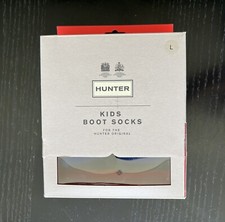 L
HUNTER
KIDS
BOOT SOCKS
FOR THE
HUNTER ORIGINAL